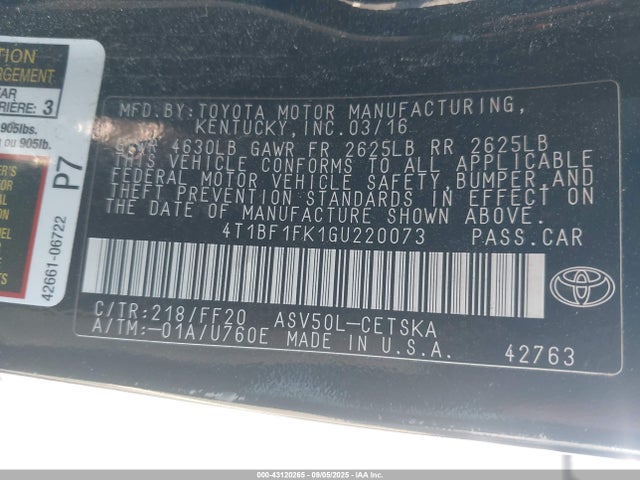 TION
RGEMENT
AR
RIÈRE: 3
905lbs.
ou 905lb.
P7
42661-06722
MFD. BY: TOYOTA MOTOR MANUFACTURING,
KENTUCKY, INC. 03/16
GVWR 4630LB GAWR FR 2625LB RR 2625LB
THIS VEHICLE CONFORMS TO ALL APPLICABLE
FEDERAL MOTOR VEHICLE SAFETY, BUMPER, AND
THEFT PREVENTION STANDARDS IN EFFECT ON
THE DATE OF MANUFACTURE SHOWN ABOVE.
4T1BF1FK1GU220073 PASS.CAR
C/TR:218/FF20 ASV50L-CETSKA
A/TM:-01A/U760E MADE IN U.S.A.
42763
TOYOTA
000-43120265 - 09/05/2025 - IAA Inc.